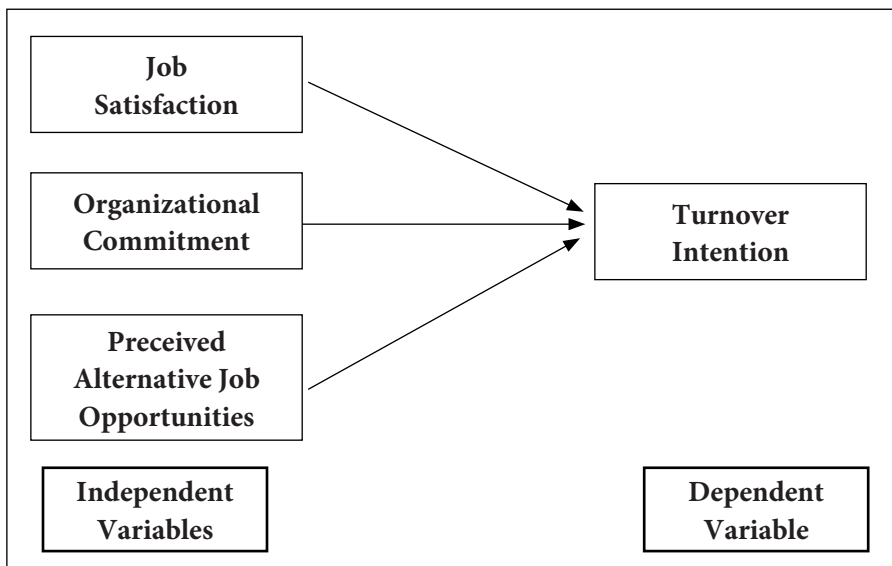 Job
Satisfaction
Organizational
Commitment
Preceived
Alternative Job
Opportunities
Turnover
Intention
Independent
Variables
Dependent
Variable